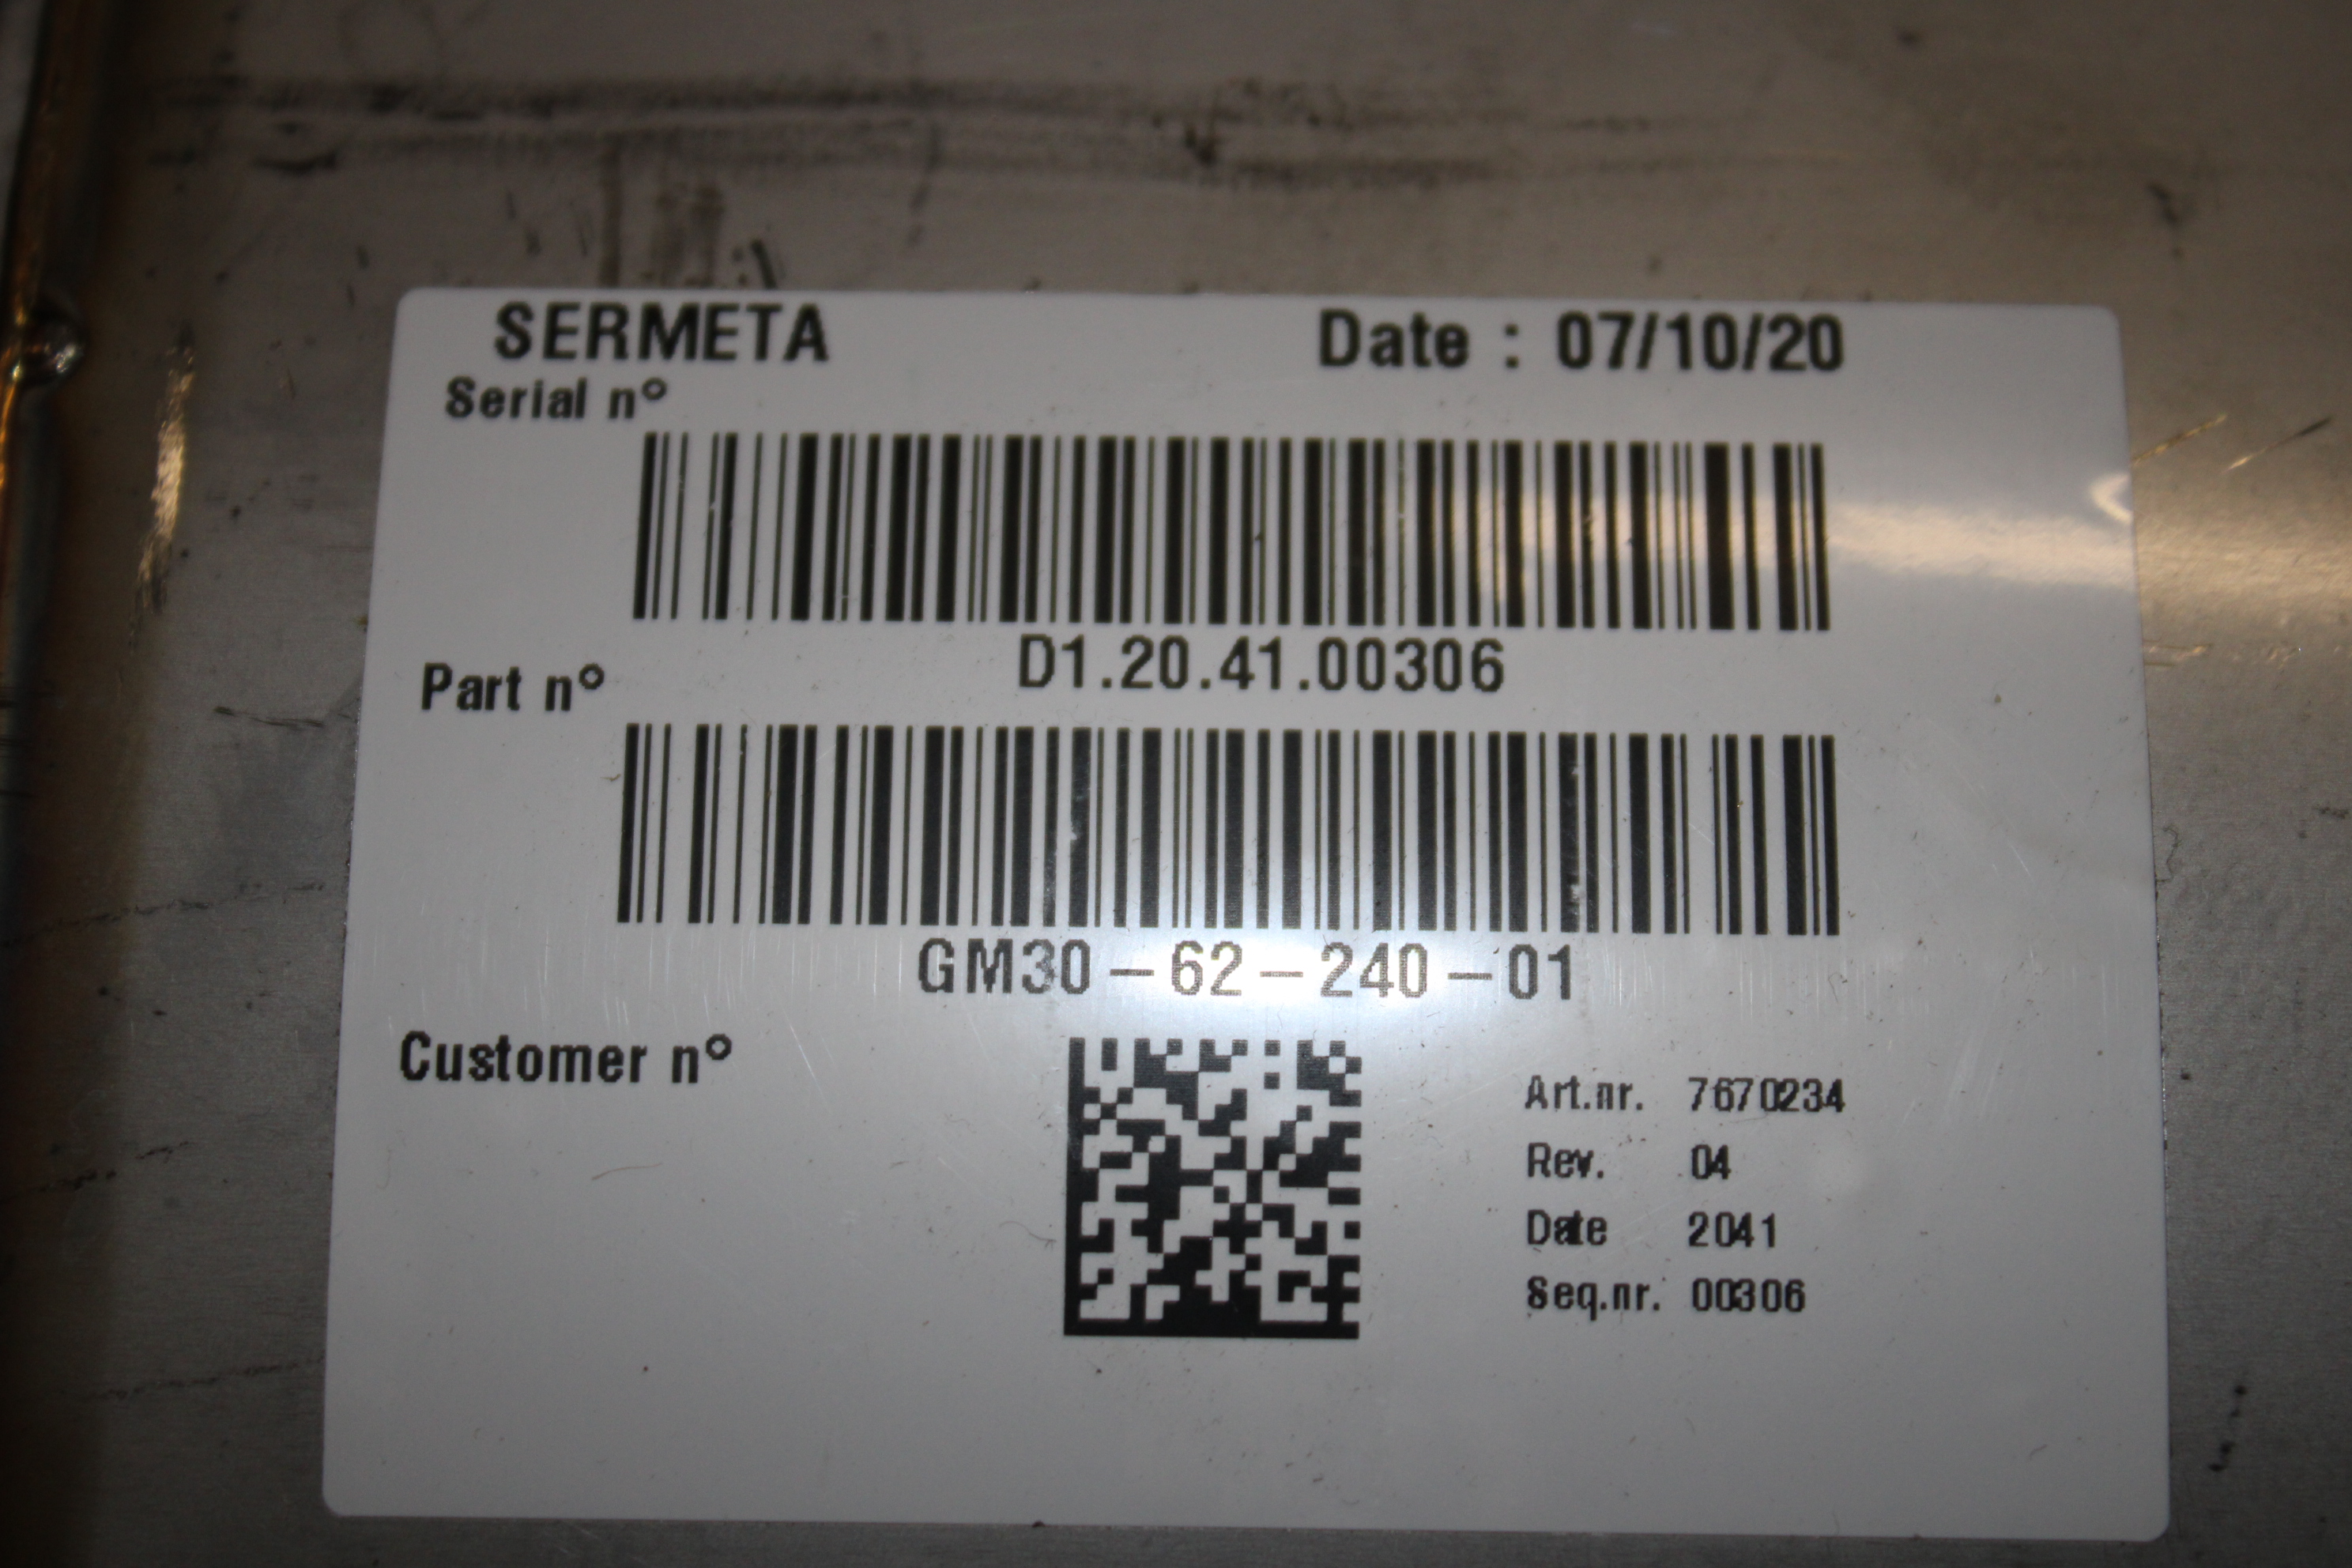 SERMETA Date : 07/10/20
Serial n°
D1.20.41.00306
Part n°
GM30-62-240-01
Customer n°
Art.nr. 7670234
Rev. 04
Date 2041
Seq.nr. 00306